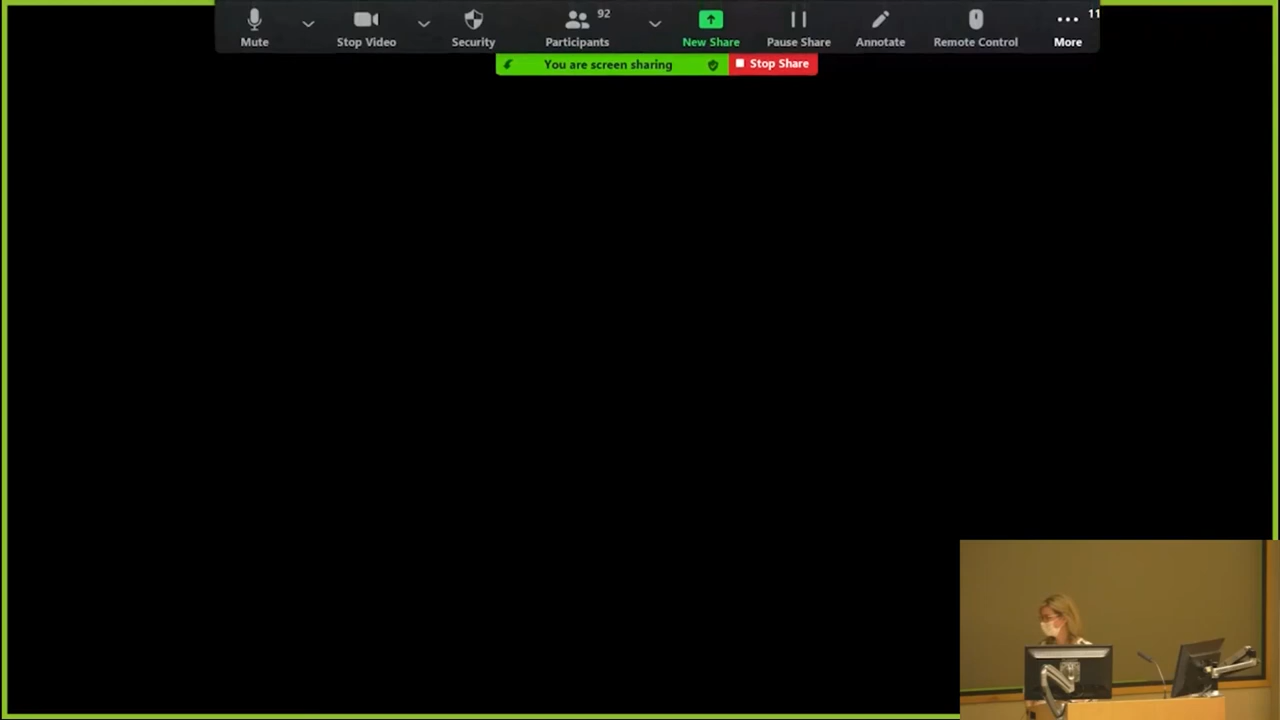 92
11
Mute
Stop Video
Security
Participants
New Share
Pause Share
Annotate
Remote Control
More
You are screen sharing
Stop Share